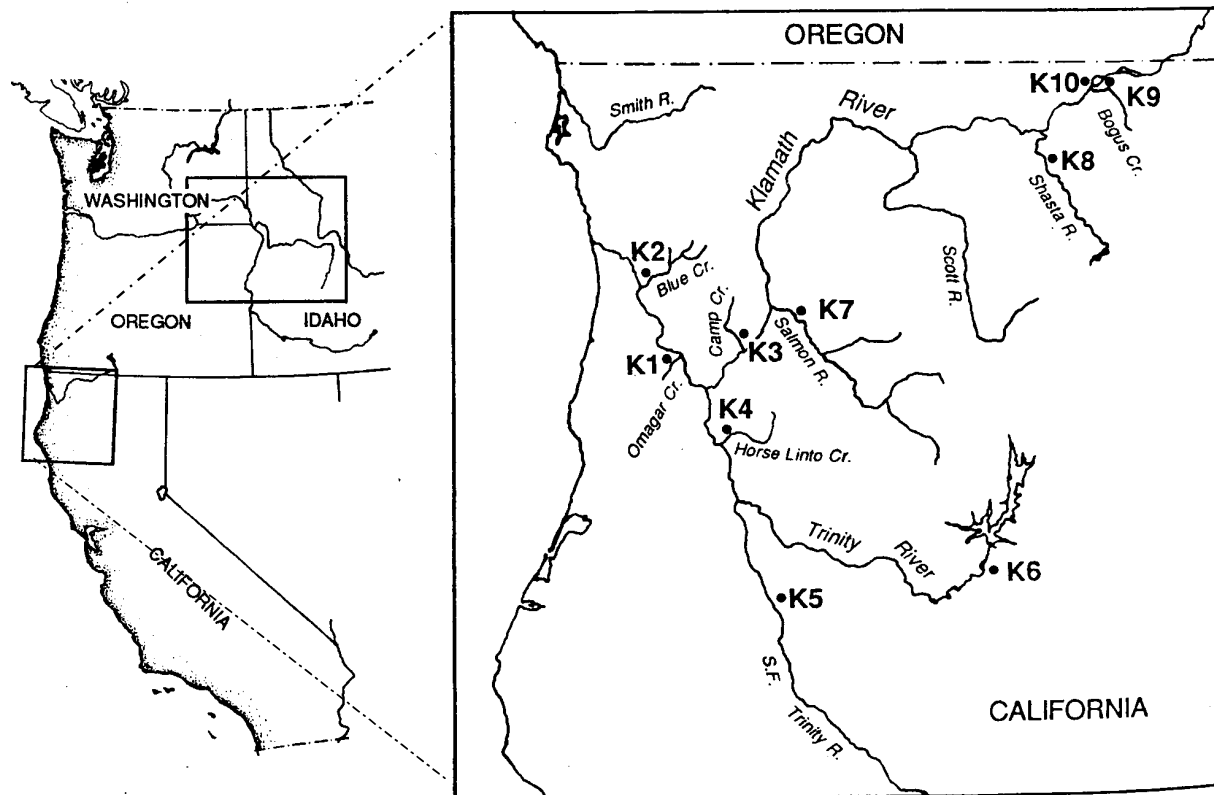 WASHINGTON
OREGON
IDAHO
CALIFORNIA
OREGON
Smith R.
Klamath
River
K10
K9
Bogus Cr.
K8
Shasta R.
Scott R.
K2
Blue Cr.
Camp Cr.
K3
K7
Salmon R.
K1
Omagar Cr.
K4
Horse Linto Cr.
Trinity
River
K6
K5
S.F.
Trinity R.
CALIFORNIA